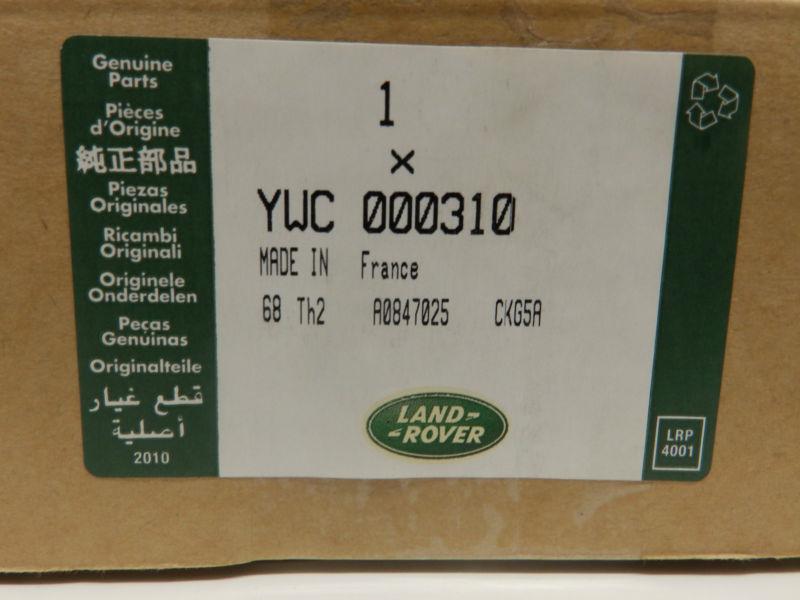 Genuine
Parts
Pièces
d'Origine
純正部品
Piezas
Originales
Ricambi
Originali
Originele
Onderdelen
Peças
Genuinas
Originalteile
قطع غيار
أصلية
2010
1
×
YWC 000310
MADE IN France
68 Th2 A0847025 CKG5A
LAND-
-ROVER
LRP
4001